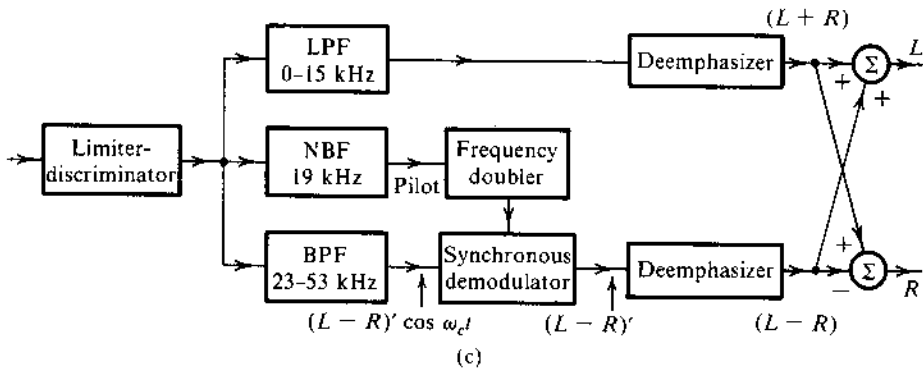 (L + R)
LPF
0–15 kHz
Deemphasizer
+
Σ
L
+
Limiter-
discriminator
NBF
19 kHz
Pilot
Frequency
doubler
BPF
23–53 kHz
Synchronous
demodulator
Deemphasizer
+
−
Σ
R
(L − R)′ cos ω_c t
(L − R)′
(L − R)
(c)